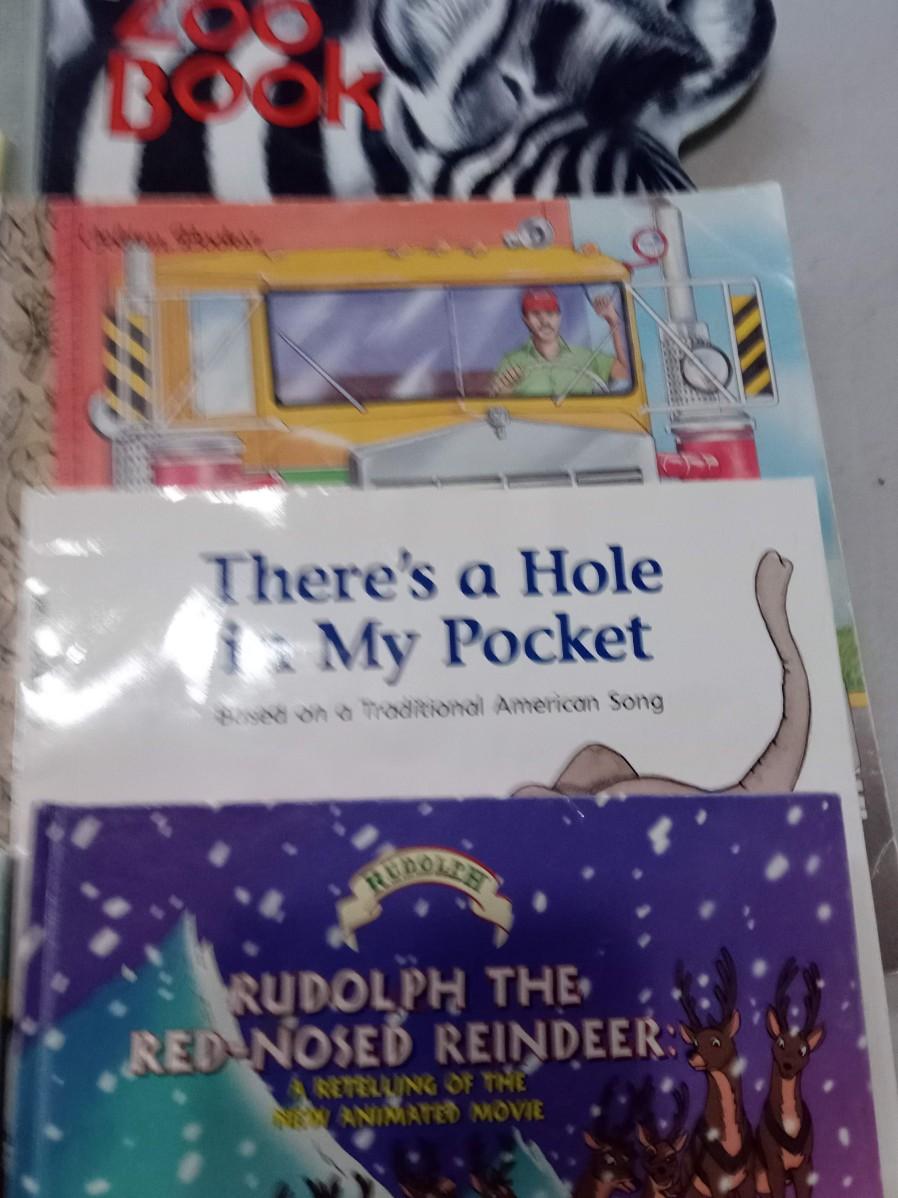 Zoo
Book
There's a Hole
in My Pocket
Based on a Traditional American Song
RUDOLPH
RUDOLPH THE
RED-NOSED REINDEER:
A RETELLING OF THE
NEW ANIMATED MOVIE